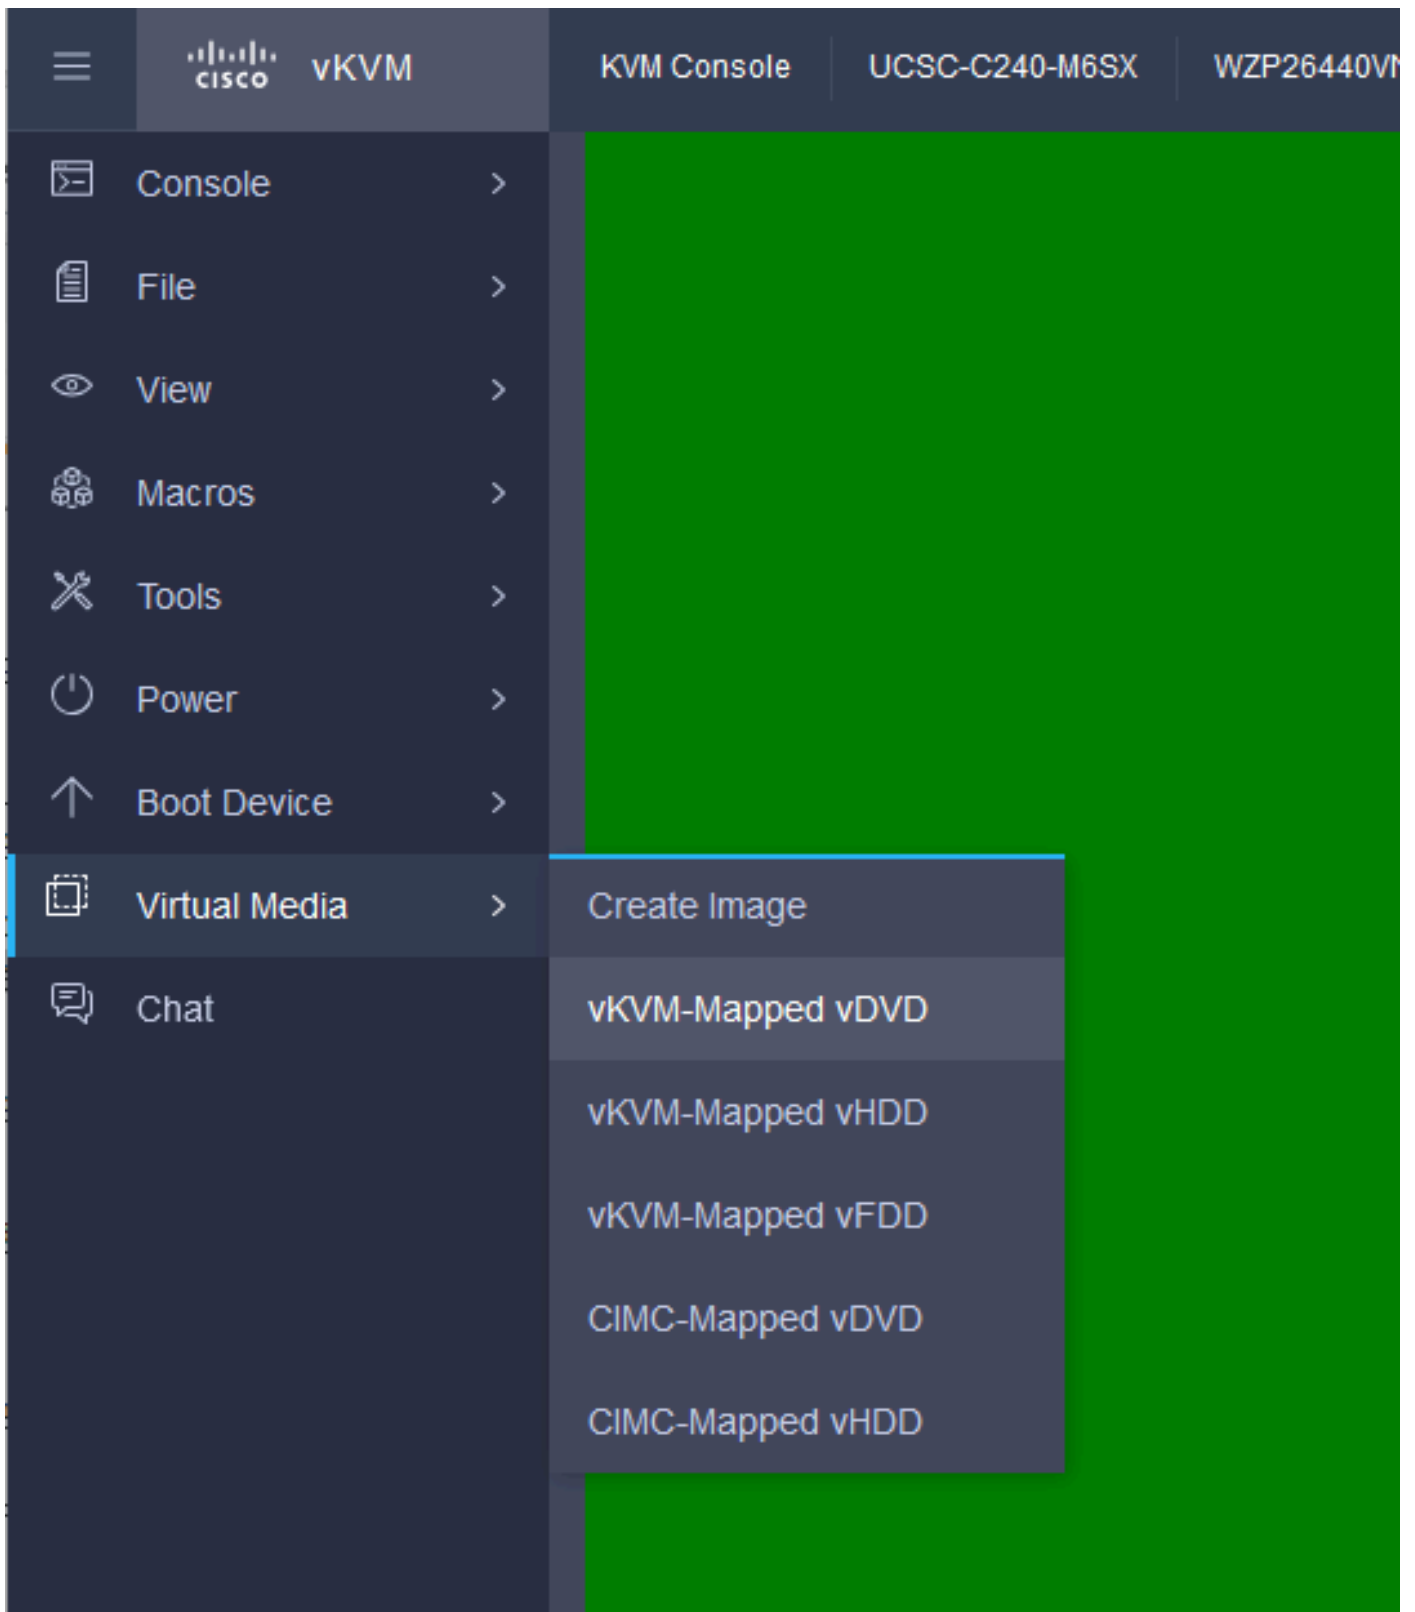 CISCO vKVM KVM Console UCSC-C240-M6SX
Console
File
View
Macros
Tools
Power
Boot Device
Virtual Media
Create Image
Chat
vKVM-Mapped vDVD
vKVM-Mapped vHDD
vKVM-Mapped vFDD
CIMC-Mapped vDVD
CIMC-Mapped vHDD